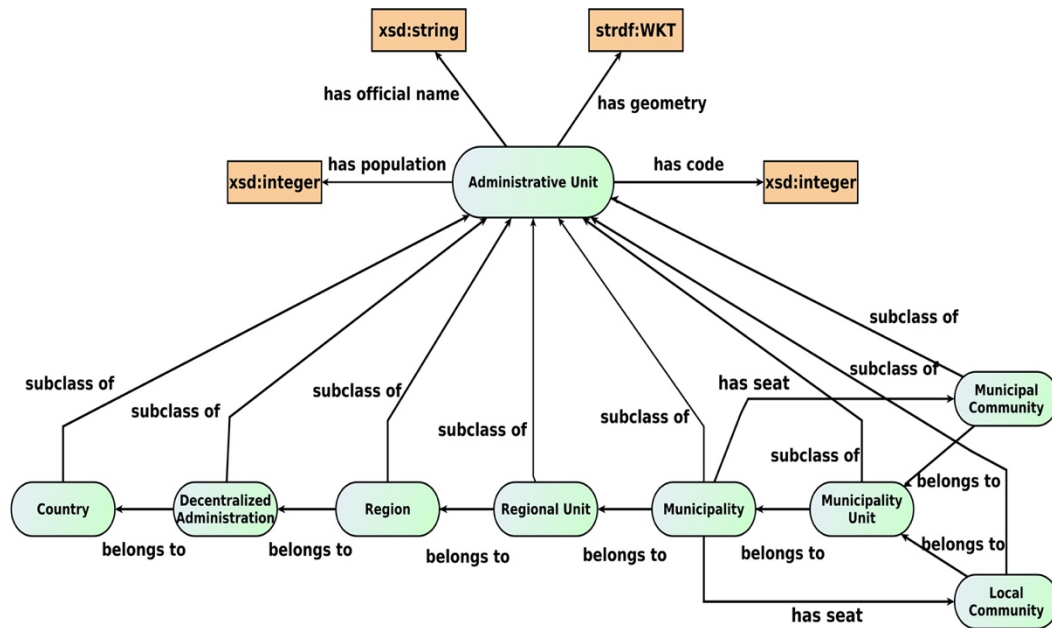 xsd:string
strdf:WKT
has official name
has geometry
has population
has code
xsd:integer
Administrative Unit
xsd:integer
subclass of
subclass of
subclass of
subclass of
subclass of
subclass of
has seat
subclass of
subclass of
Municipal
Community
belongs to
Country
Decentralized
Administration
Region
Regional Unit
Municipality
Municipality
Unit
belongs to
belongs to
belongs to
belongs to
belongs to
belongs to
Local
Community
has seat